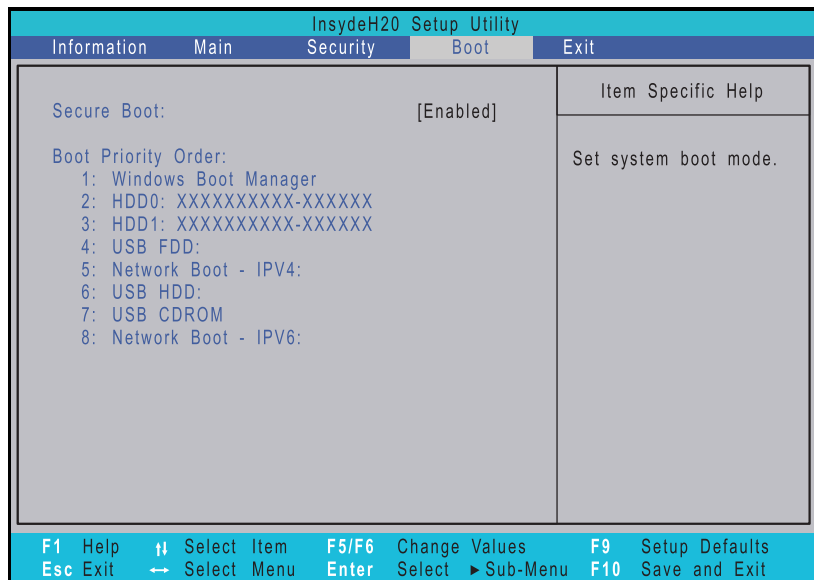 InsydeH20 Setup Utility
Information Main Security Boot Exit
Secure Boot: [Enabled]
Boot Priority Order:
1: Windows Boot Manager
2: HDD0: XXXXXXXXXX-XXXXXX
3: HDD1: XXXXXXXXXX-XXXXXX
4: USB FDD:
5: Network Boot - IPV4:
6: USB HDD:
7: USB CDROM
8: Network Boot - IPV6:
Item Specific Help
Set system boot mode.
F1 Help ↑↓ Select Item F5/F6 Change Values F9 Setup Defaults
Esc Exit ↔ Select Menu Enter Select ►Sub-Menu F10 Save and Exit